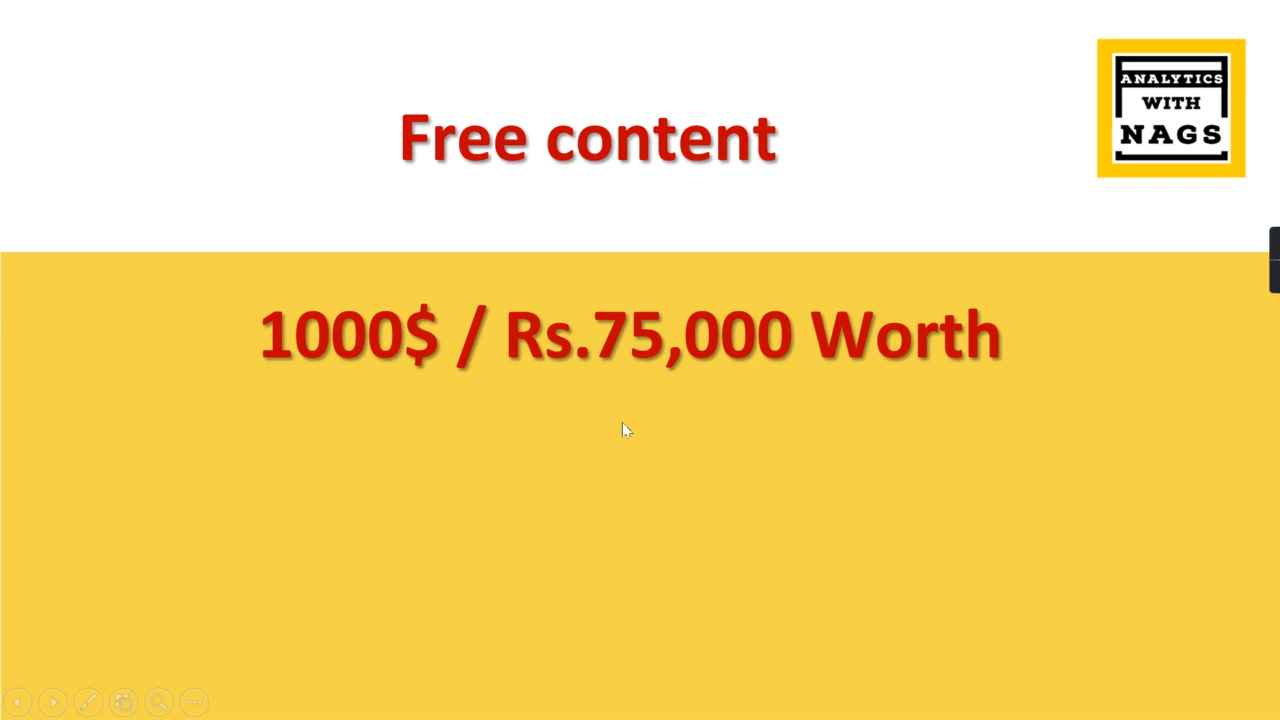 ANALYTICS
WITH
NAGS
Free content
1000$ / Rs.75,000 Worth